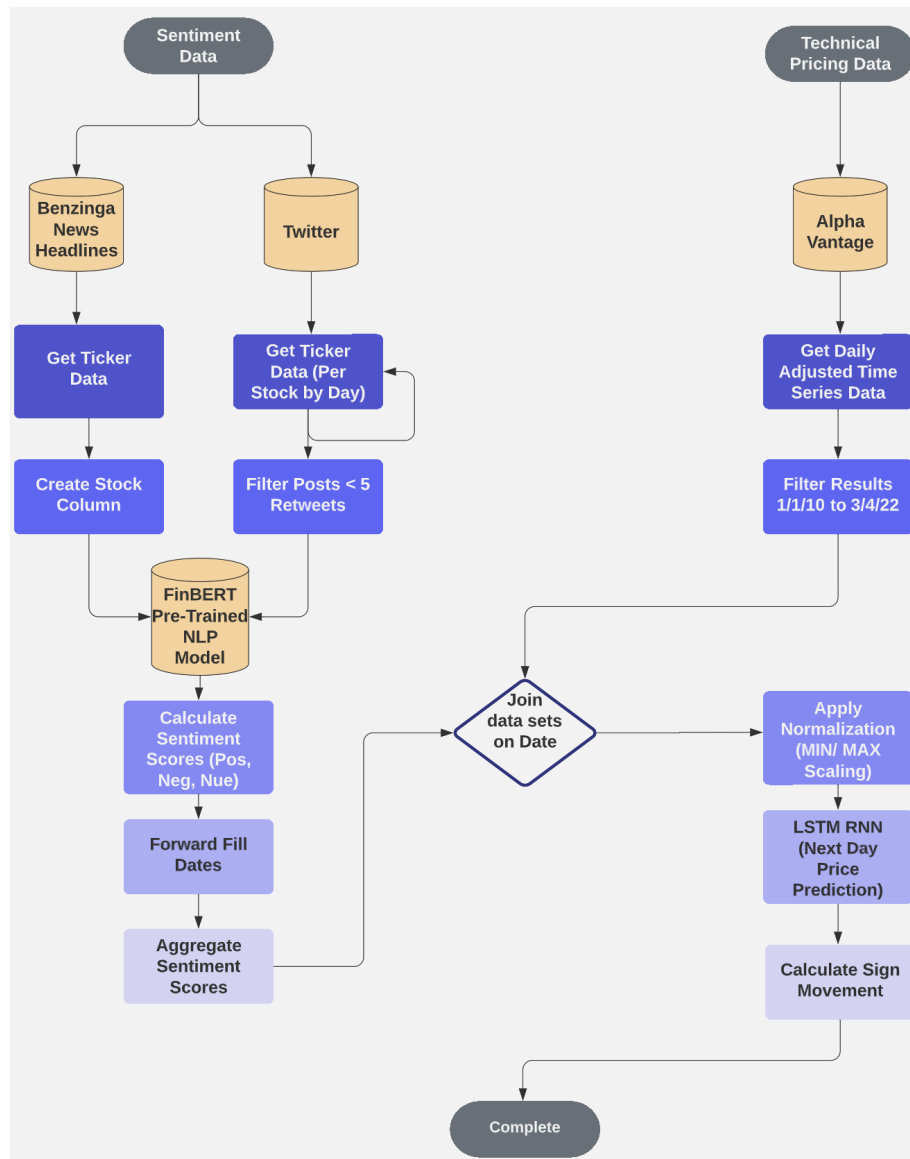 Sentiment
Data
Technical
Pricing Data
Benzinga
News
Headlines
Twitter
Alpha
Vantage
Get Ticker
Data
Get Ticker
Data (Per
Stock by Day)
Get Daily
Adjusted Time
Series Data
Create Stock
Column
Filter Posts < 5
Retweets
Filter Results
1/1/10 to 3/4/22
FinBERT
Pre-Trained
NLP
Model
Join
data sets
on Date
Calculate
Sentiment
Scores (Pos,
Neg, Nue)
Apply
Normalization
(MIN/ MAX
Scaling)
Forward Fill
Dates
LSTM RNN
(Next Day
Price
Prediction)
Aggregate
Sentiment
Scores
Calculate Sign
Movement
Complete